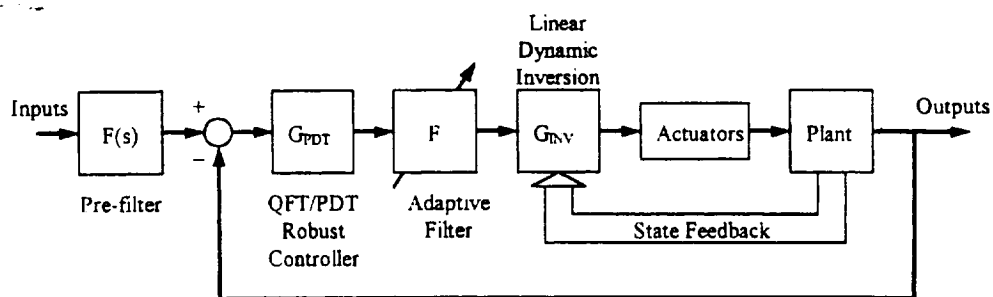 Linear
Dynamic
Inversion
Inputs
+
−
F(s)
G_PDT
F
G_INV
Actuators
Plant
Outputs
Pre-filter
QFT/PDT
Robust
Controller
Adaptive
Filter
State Feedback